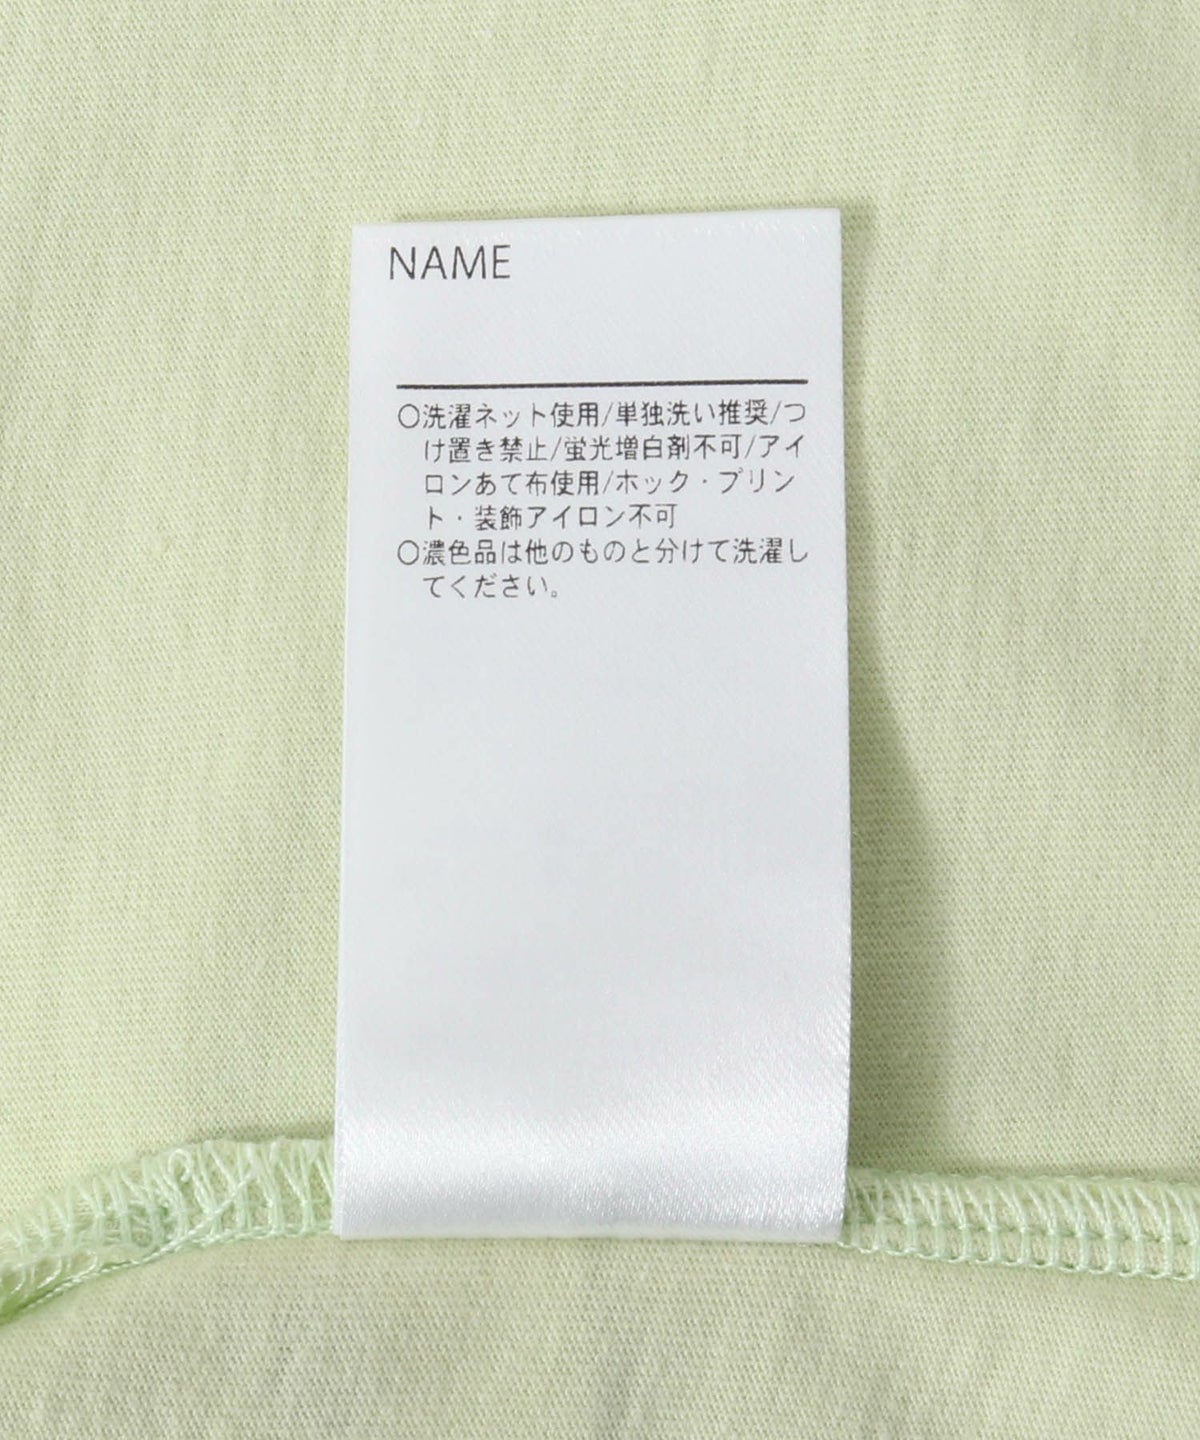 NAME
○洗濯ネット使用/単独洗い推奨/つ
け置き禁止/蛍光増白剤不可/アイ
ロンあて布使用/ホック・プリン
ト・装飾アイロン不可
○濃色品は他のものと分けて洗濯し
てください。